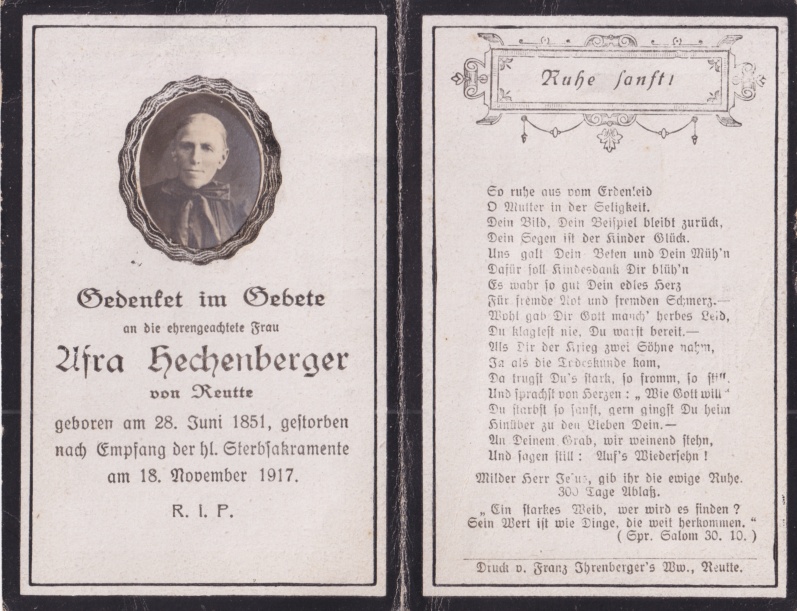 Gedenket im Gebete
an die ehrengeachtete Frau
Afra Hechenberger
von Reutte
geboren am 28. Juni 1851, gestorben
nach Empfang der hl. Sterbsakramente
am 18. November 1917.
R. I. P.
Ruhe sanft!
So ruhe aus vom Erdenleid
O Mutter in der Seligkeit.
Dein Bild, Dein Beispiel bleibt zurück,
Dein Segen ist der Kinder Glück.
Uns galt Dein Beten und Dein Müh'n
Dafür soll Kindesdank Dir blüh'n
Es wahr so gut Dein edles Herz
Für fremde Not und fremden Schmerz.—
Wohl gab Dir Gott manch' herbes Leid,
Du klagtest nie, Du warst bereit.—
Als Dir der Krieg zwei Söhne nahm,
Ja als die Todeskunde kam,
Da trugst Du's stark, so fromm, so still.
Und sprachst von Herzen: „Wie Gott will"
Du starbst so sanft, gern gingst Du heim
Hinüber zu den Lieben Dein.—
An Deinem Grab, wir weinend stehn,
Und sagen still: Auf's Wiedersehn!
Milder Herr Jesus, gib ihr die ewige Ruhe.
300 Tage Ablaß.
„Ein starkes Weib, wer wird es finden?
Sein Wert ist wie Dinge, die weit herkommen."
(Spr. Salom 30. 10.)
Druck v. Franz Ihrenberger's Ww., Reutte.